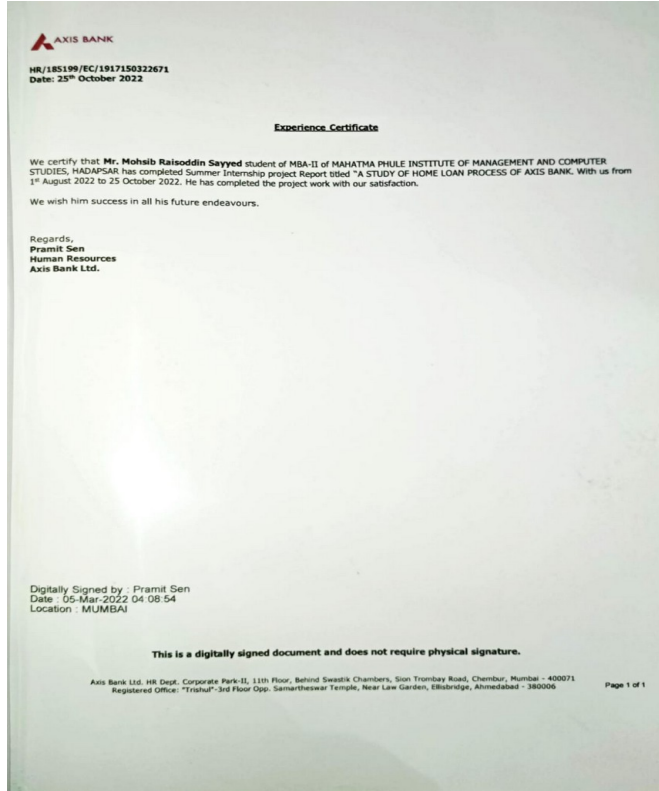 AXIS BANK
HR/185199/EC/1917150322671
Date: 25th October 2022
Experience Certificate
We certify that Mr. Mohsib Raisoddin Sayyed student of MBA-II of MAHATMA PHULE INSTITUTE OF MANAGEMENT AND COMPUTER
STUDIES, HADAPSAR has completed Summer Internship project Report titled "A STUDY OF HOME LOAN PROCESS OF AXIS BANK. With us from
1st August 2022 to 25 October 2022. He has completed the project work with our satisfaction.
We wish him success in all his future endeavours.
Regards,
Pramit Sen
Human Resources
Axis Bank Ltd.
Digitally Signed by : Pramit Sen
Date : 05-Mar-2022 04:08:54
Location : MUMBAI
This is a digitally signed document and does not require physical signature.
Axis Bank Ltd. HR Dept. Corporate Park-II, 11th Floor, Behind Swastik Chambers, Sion Trombay Road, Chembur, Mumbai - 400071
Registered Office: "Trishul"-3rd Floor Opp. Samartheswar Temple, Near Law Garden, Ellisbridge, Ahmedabad - 380006
Page 1 of 1